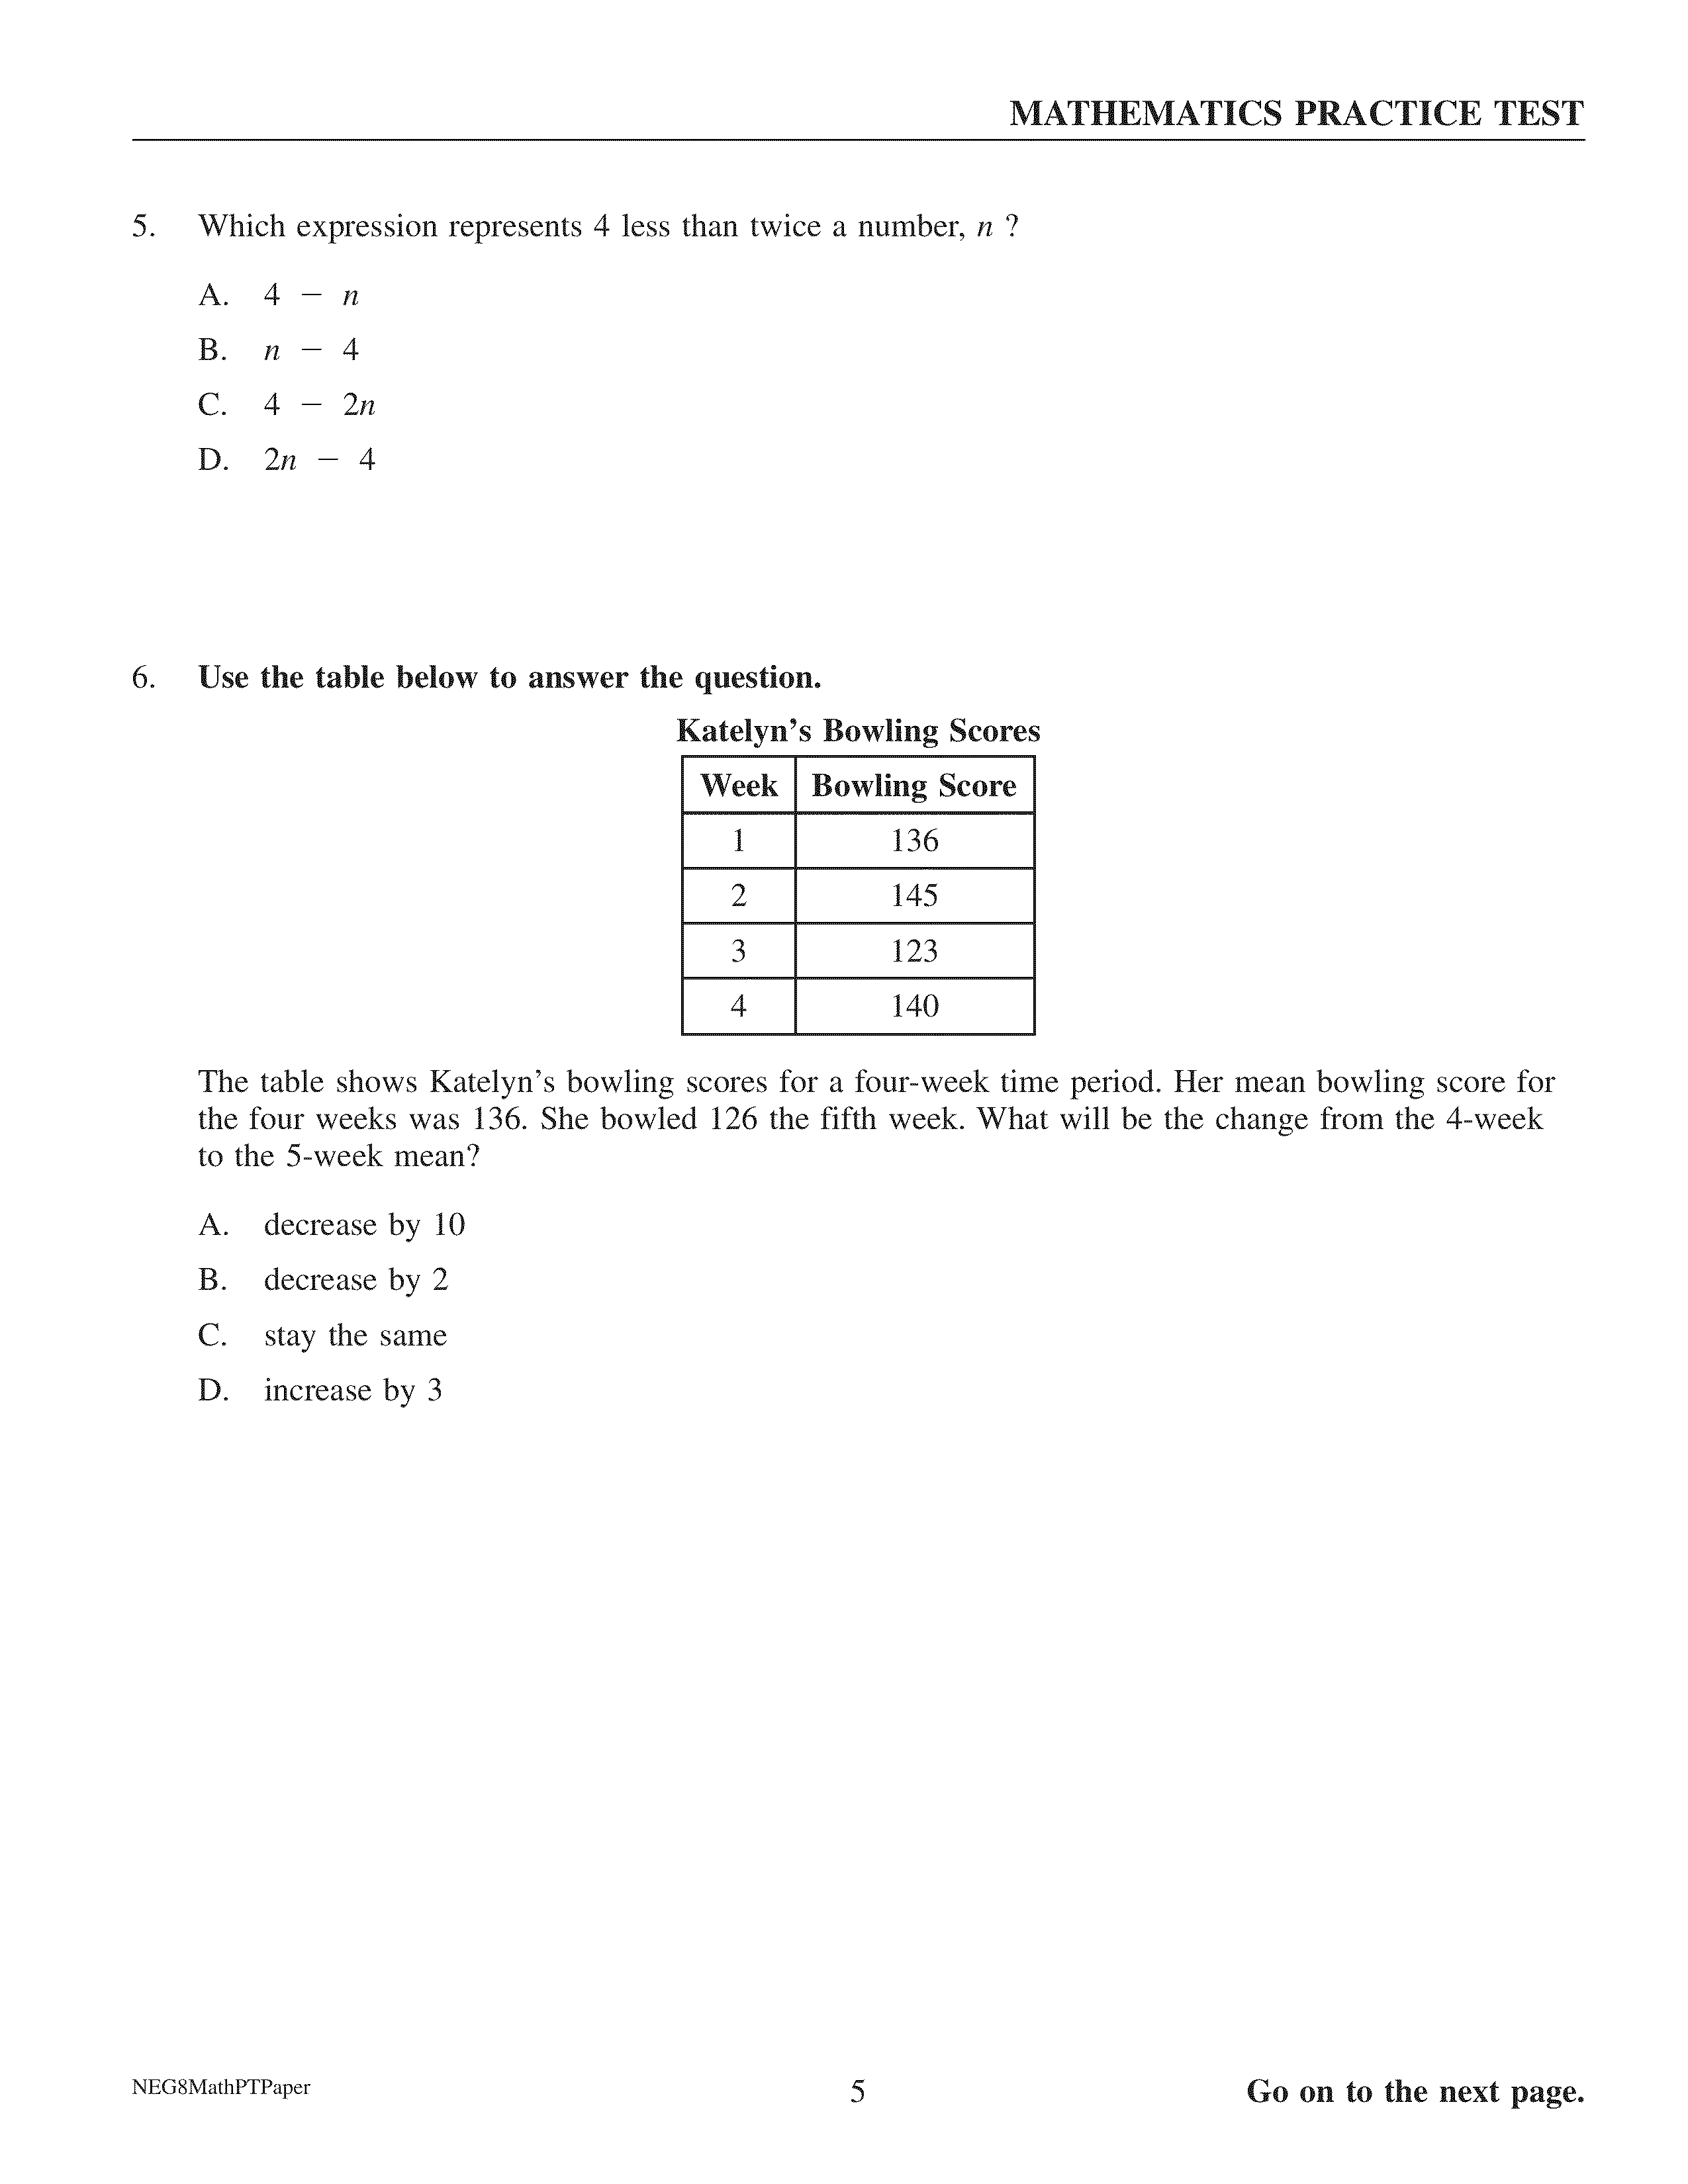 MATHEMATICS PRACTICE TEST
5. Which expression represents 4 less than twice a number, n ?
A. 4 − n
B. n − 4
C. 4 − 2n
D. 2n − 4
6. Use the table below to answer the question.
Katelyn’s Bowling Scores
Week Bowling Score
1 136
2 145
3 123
4 140
The table shows Katelyn’s bowling scores for a four-week time period. Her mean bowling score for
the four weeks was 136. She bowled 126 the fifth week. What will be the change from the 4-week
to the 5-week mean?
A. decrease by 10
B. decrease by 2
C. stay the same
D. increase by 3
NEG8MathPTPaper 5 Go on to the next page.